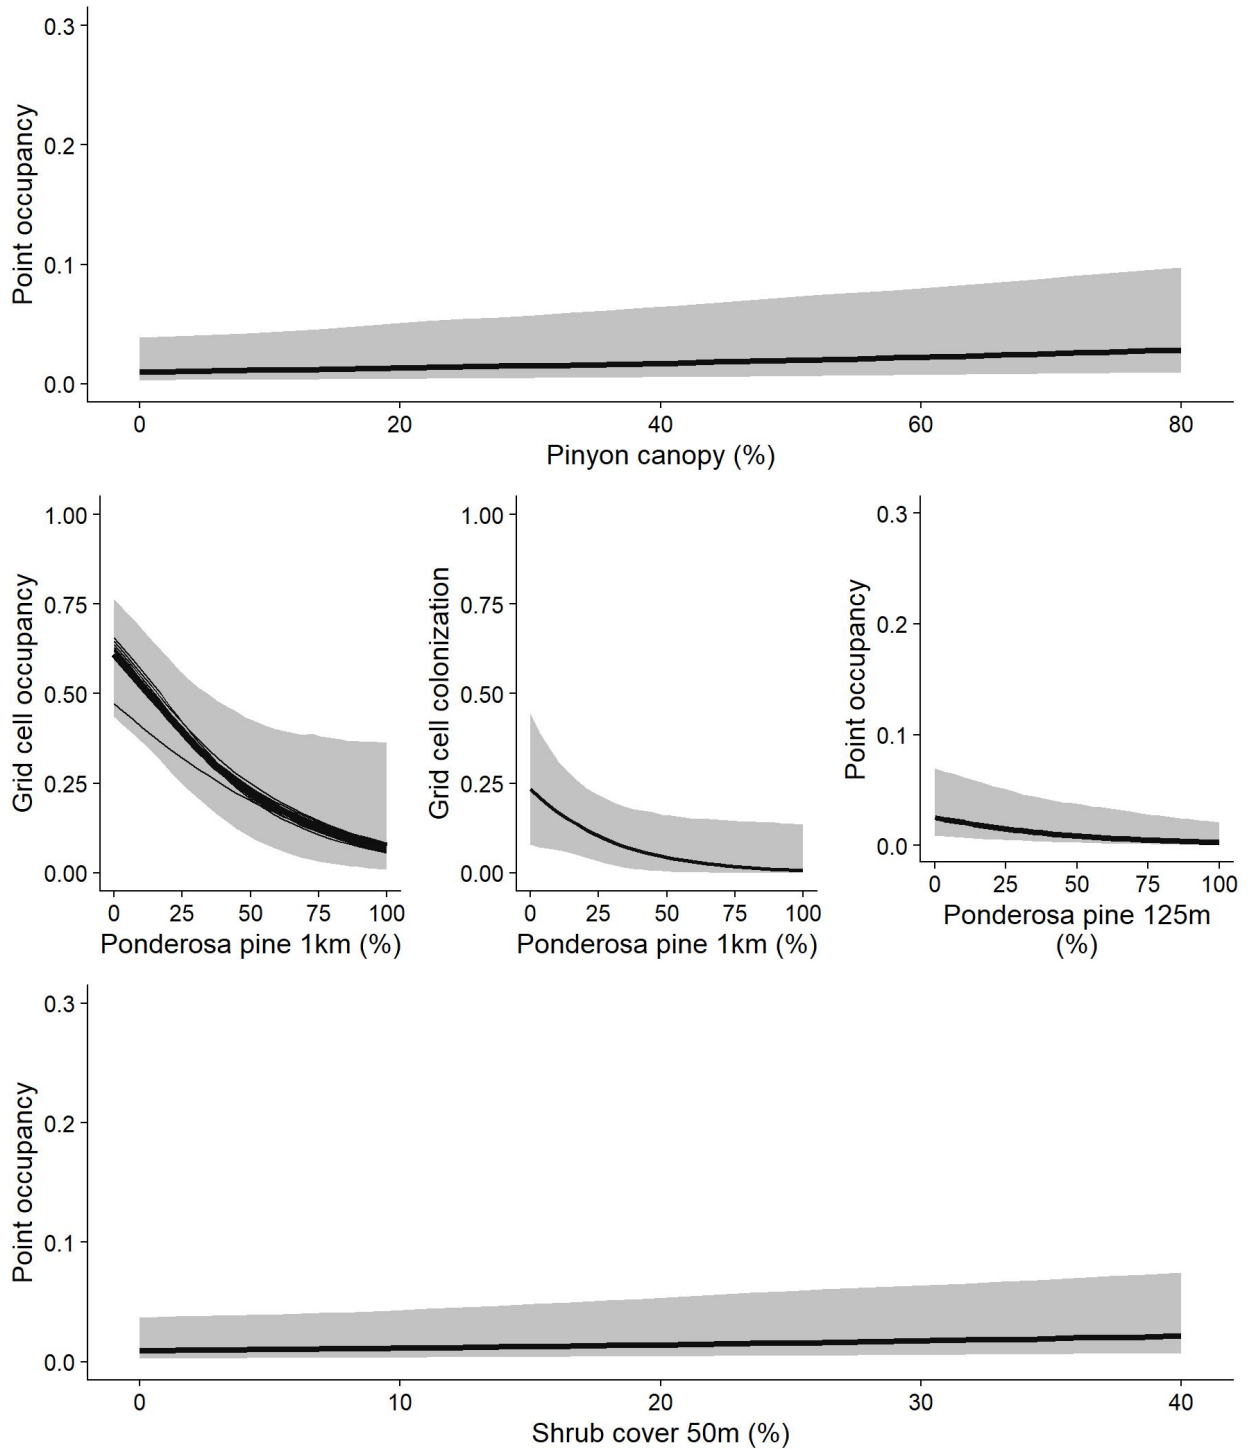 0.3
0.2
0.1
0.0
Point occupancy
0 20 40 60 80
Pinyon canopy (%)
1.00
0.75
0.50
0.25
0.00
Grid cell occupancy
0 25 50 75 100
Ponderosa pine 1km (%)
1.00
0.75
0.50
0.25
0.00
Grid cell colonization
0 25 50 75 100
Ponderosa pine 1km (%)
0.3
0.2
0.1
0.0
Point occupancy
0 25 50 75 100
Ponderosa pine 125m
(%)
0.3
0.2
0.1
0.0
Point occupancy
0 10 20 30 40
Shrub cover 50m (%)